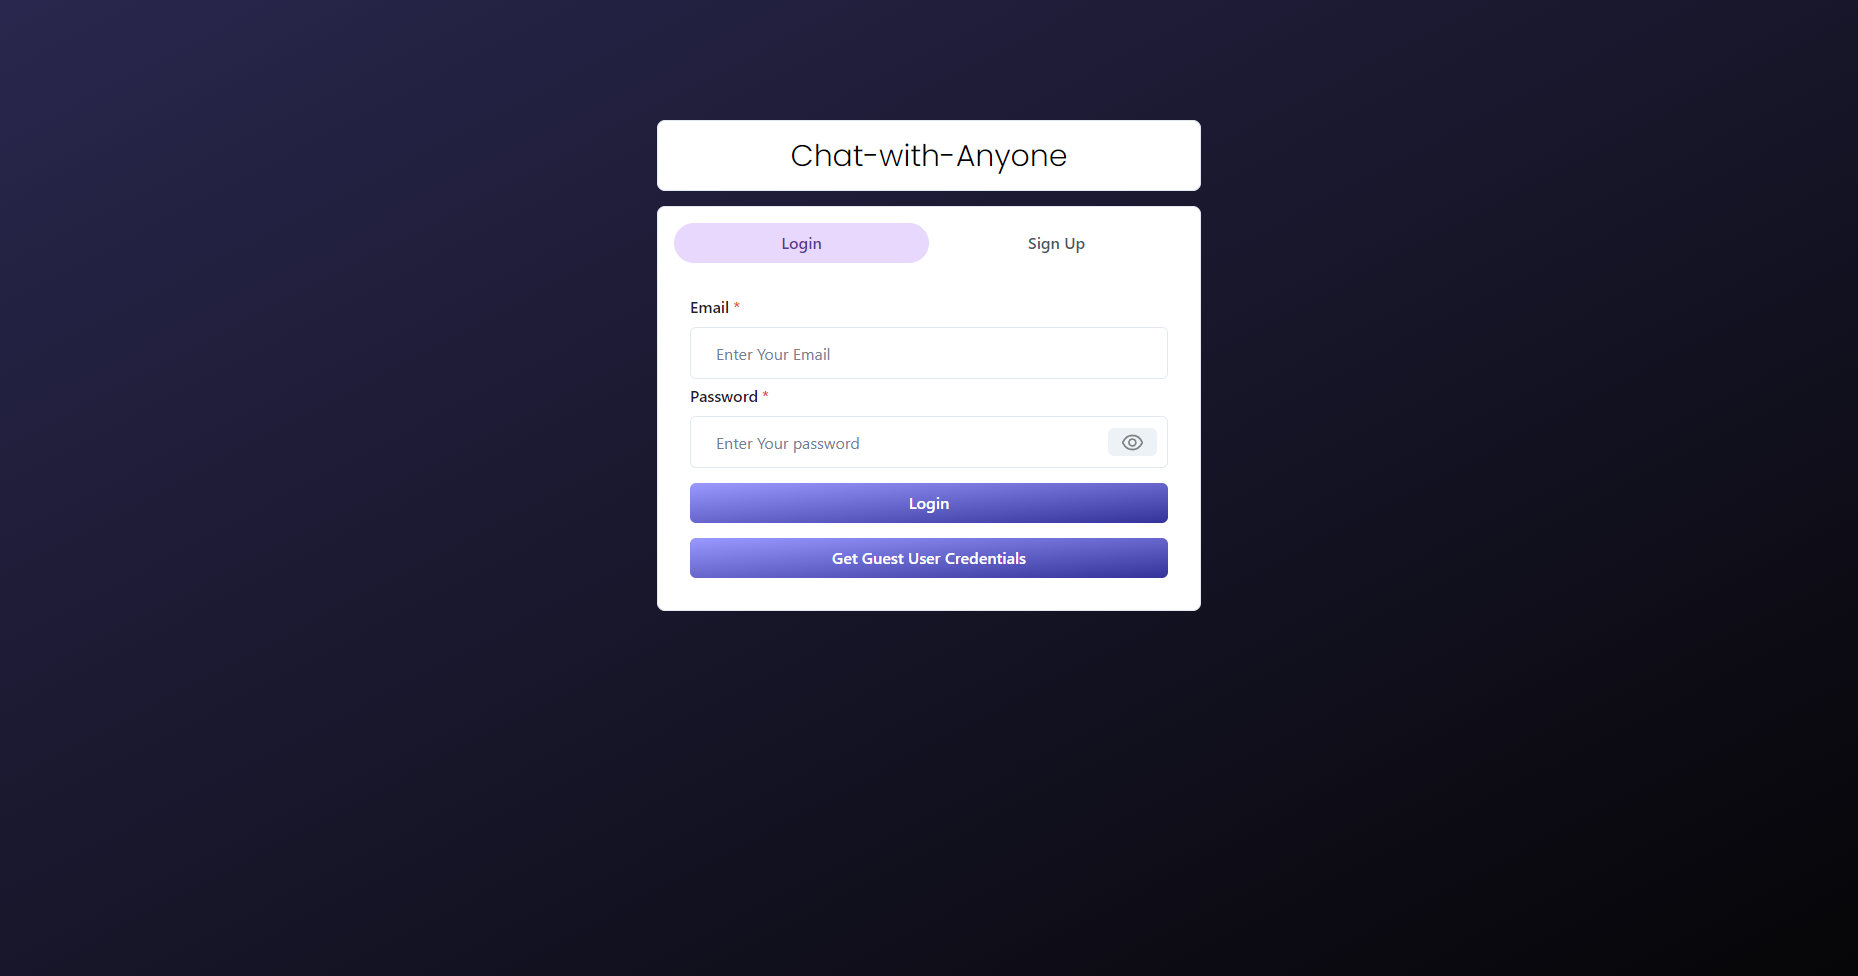 Chat-with-Anyone
Login
Sign Up
Email *
Enter Your Email
Password *
Enter Your password
Login
Get Guest User Credentials